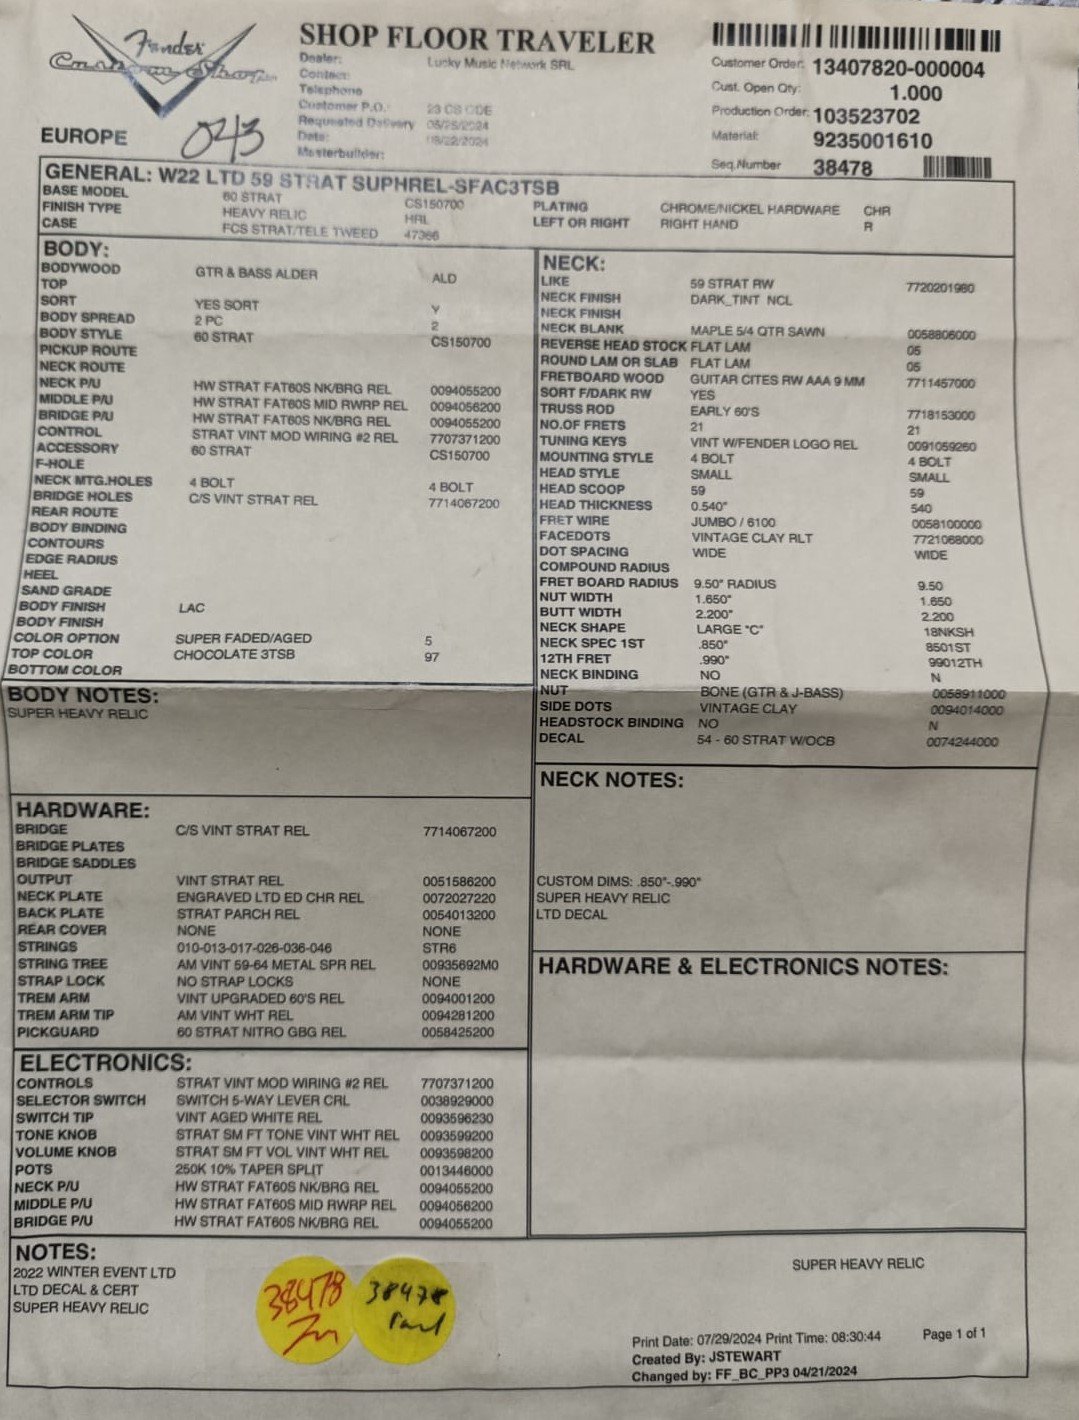 Fender
Custom Shop
SHOP FLOOR TRAVELER
Dealer: Lucky Music Network SRL
Contact:
Telephone
Customer P.O.: 23 CS ODE
Requested Delivery
Date: 08/22/2024
Masterbuilder:
Customer Order: 13407820-000004
Cust. Open Qty: 1.000
Production Order: 103523702
Material: 9235001610
Seq.Number 38478
EUROPE
GENERAL: W22 LTD 59 STRAT SUPHREL-SFAC3TSB
BASE MODEL 60 STRAT CS150700 PLATING CHROME/NICKEL HARDWARE CHR
FINISH TYPE HEAVY RELIC HRL LEFT OR RIGHT RIGHT HAND R
CASE FCS STRAT/TELE TWEED 47366
BODY:
BODYWOOD GTR & BASS ALDER ALD
TOP
SORT YES SORT Y
BODY SPREAD 2 PC 2
BODY STYLE 60 STRAT CS150700
PICKUP ROUTE
NECK ROUTE
NECK P/U HW STRAT FAT60S NK/BRG REL 0094055200
MIDDLE P/U HW STRAT FAT60S MID RWRP REL 0094056200
BRIDGE P/U HW STRAT FAT60S NK/BRG REL 0094055200
CONTROL STRAT VINT MOD WIRING #2 REL 7707371200
ACCESSORY 60 STRAT CS150700
F-HOLE
NECK MTG.HOLES 4 BOLT 4 BOLT
BRIDGE HOLES C/S VINT STRAT REL 7714067200
REAR ROUTE
BODY BINDING
CONTOURS
EDGE RADIUS
HEEL
SAND GRADE
BODY FINISH LAC
BODY FINISH
COLOR OPTION SUPER FADED/AGED 5
TOP COLOR CHOCOLATE 3TSB 97
BOTTOM COLOR
BODY NOTES:
SUPER HEAVY RELIC
NECK:
LIKE 59 STRAT RW 7720201980
NECK FINISH DARK_TINT NCL
NECK FINISH
NECK BLANK MAPLE 5/4 QTR SAWN 0058806000
REVERSE HEAD STOCK FLAT LAM 05
ROUND LAM OR SLAB FLAT LAM 05
FRETBOARD WOOD GUITAR CITES RW AAA 9 MM 7711457000
SORT F/DARK RW YES
TRUSS ROD EARLY 60'S 7718153000
NO.OF FRETS 21 21
TUNING KEYS VINT W/FENDER LOGO REL 0091059260
MOUNTING STYLE 4 BOLT 4 BOLT
HEAD STYLE SMALL SMALL
HEAD SCOOP 59 59
HEAD THICKNESS 0.540" 540
FRET WIRE JUMBO / 6100 0058100000
FACEDOTS VINTAGE CLAY RLT 7721068000
DOT SPACING WIDE WIDE
COMPOUND RADIUS
FRET BOARD RADIUS 9.50" RADIUS 9.50
NUT WIDTH 1.650" 1.650
BUTT WIDTH 2.200" 2.200
NECK SHAPE LARGE "C" 18NKSH
NECK SPEC 1ST .850" 8501ST
12TH FRET .990" 99012TH
NECK BINDING NO N
NUT BONE (GTR & J-BASS) 0058911000
SIDE DOTS VINTAGE CLAY 0094014000
HEADSTOCK BINDING NO N
DECAL 54 - 60 STRAT W/OCB 0074244000
NECK NOTES:
CUSTOM DIMS: .850"-.990"
SUPER HEAVY RELIC
LTD DECAL
HARDWARE:
BRIDGE C/S VINT STRAT REL 7714067200
BRIDGE PLATES
BRIDGE SADDLES
OUTPUT VINT STRAT REL 0051586200
NECK PLATE ENGRAVED LTD ED CHR REL 0072027220
BACK PLATE STRAT PARCH REL 0054013200
REAR COVER NONE NONE
STRINGS 010-013-017-026-036-046 STR6
STRING TREE AM VINT 59-64 METAL SPR REL 00935692M0
STRAP LOCK NO STRAP LOCKS NONE
TREM ARM VINT UPGRADED 60'S REL 0094001200
TREM ARM TIP AM VINT WHT REL 0094281200
PICKGUARD 60 STRAT NITRO GBG REL 0058425200
HARDWARE & ELECTRONICS NOTES:
ELECTRONICS:
CONTROLS STRAT VINT MOD WIRING #2 REL 7707371200
SELECTOR SWITCH SWITCH 5-WAY LEVER CRL 0038929000
SWITCH TIP VINT AGED WHITE REL 0093596230
TONE KNOB STRAT SM FT TONE VINT WHT REL 0093599200
VOLUME KNOB STRAT SM FT VOL VINT WHT REL 0093598200
POTS 250K 10% TAPER SPLIT 0013446000
NECK P/U HW STRAT FAT60S NK/BRG REL 0094055200
MIDDLE P/U HW STRAT FAT60S MID RWRP REL 0094056200
BRIDGE P/U HW STRAT FAT60S NK/BRG REL 0094055200
NOTES:
2022 WINTER EVENT LTD
LTD DECAL & CERT
SUPER HEAVY RELIC
38478
38478
SUPER HEAVY RELIC
Print Date: 07/29/2024 Print Time: 08:30:44 Page 1 of 1
Created By: JSTEWART
Changed by: FF_BC_PP3 04/21/2024